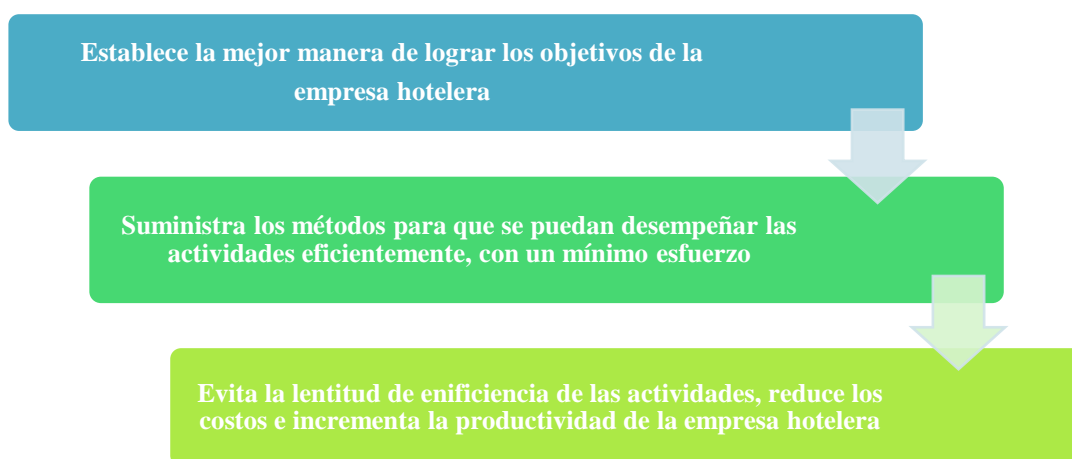 Establece la mejor manera de lograr los objetivos de la
empresa hotelera
Suministra los métodos para que se puedan desempeñar las
actividades eficientemente, con un mínimo esfuerzo
Evita la lentitud de enificiencia de las actividades, reduce los
costos e incrementa la productividad de la empresa hotelera